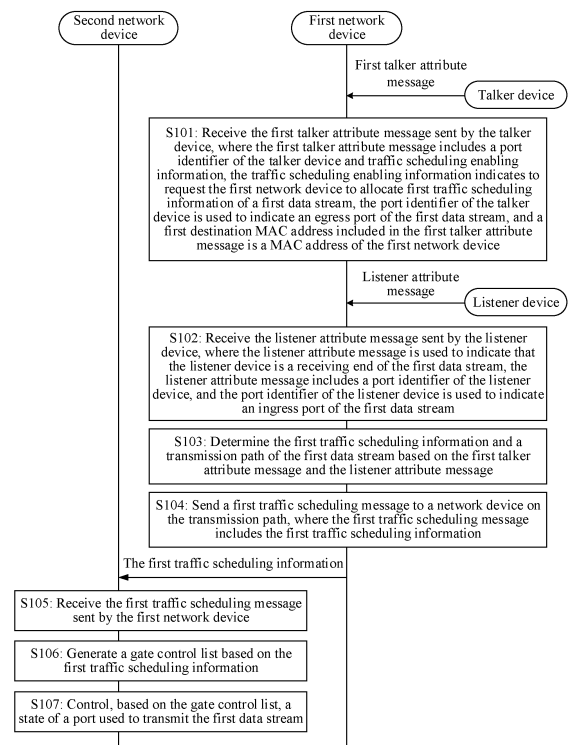 Second network
device
First network
device
First talker attribute
message
Talker device
S101: Receive the first talker attribute message sent by the talker
device, where the first talker attribute message includes a port
identifier of the talker device and traffic scheduling enabling
information, the traffic scheduling enabling information indicates to
request the first network device to allocate first traffic scheduling
information of a first data stream, the port identifier of the talker
device is used to indicate an egress port of the first data stream, and a
first destination MAC address included in the first talker attribute
message is a MAC address of the first network device
Listener attribute
message
Listener device
S102: Receive the listener attribute message sent by the listener
device, where the listener attribute message is used to indicate that
the listener device is a receiving end of the first data stream, the
listener attribute message includes a port identifier of the listener
device, and the port identifier of the listener device is used to indicate
an ingress port of the first data stream
S103: Determine the first traffic scheduling information and a
transmission path of the first data stream based on the first talker
attribute message and the listener attribute message
S104: Send a first traffic scheduling message to a network device on
the transmission path, where the first traffic scheduling message
includes the first traffic scheduling information
The first traffic scheduling information
S105: Receive the first traffic scheduling message
sent by the first network device
S106: Generate a gate control list based on the
first traffic scheduling information
S107: Control, based on the gate control list, a
state of a port used to transmit the first data stream